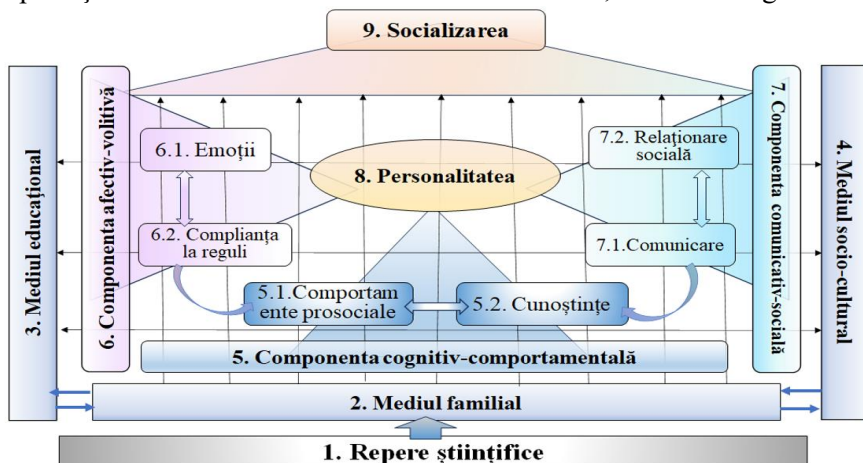 9. Socializarea
3. Mediul educațional
6. Componenta afectiv-volitivă
6.1. Emoții
6.2. Complianța
la reguli
8. Personalitatea
7.2. Relaționare
socială
7.1.Comunicare
7. Componenta comunicativ-socială
4. Mediul socio-cultural
5.1.Comportam
ente prosociale
5.2. Cunoștințe
5. Componenta cognitiv-comportamentală
2. Mediul familial
1. Repere științifice